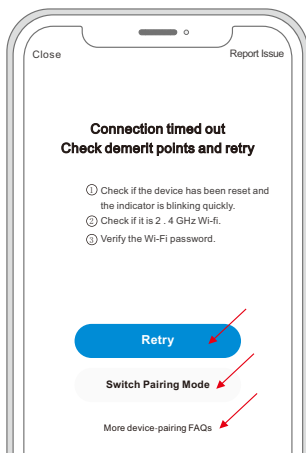 Close
Report Issue
Connection timed out
Check demerit points and retry
① Check if the device has been reset and
the indicator is blinking quickly.
② Check if it is 2 . 4 GHz Wi-fi.
③ Verify the Wi-Fi password.
Retry
Switch Pairing Mode
More device-pairing FAQs